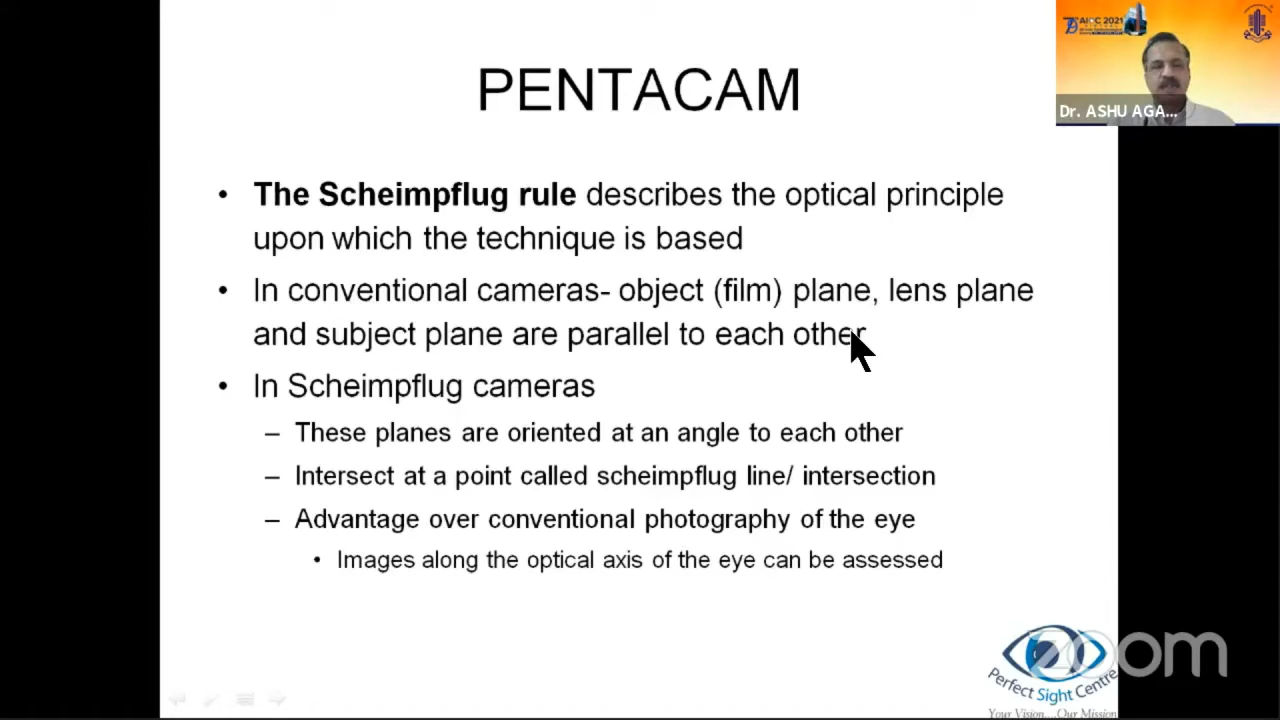 PENTACAM
• The Scheimpflug rule describes the optical principle
upon which the technique is based
• In conventional cameras- object (film) plane, lens plane
and subject plane are parallel to each other
• In Scheimpflug cameras
– These planes are oriented at an angle to each other
– Intersect at a point called scheimpflug line/ intersection
– Advantage over conventional photography of the eye
• Images along the optical axis of the eye can be assessed
AIOC 2021
Dr. ASHU AGA...
zoom
Perfect Sight Centre
Your Vision....Our Mission